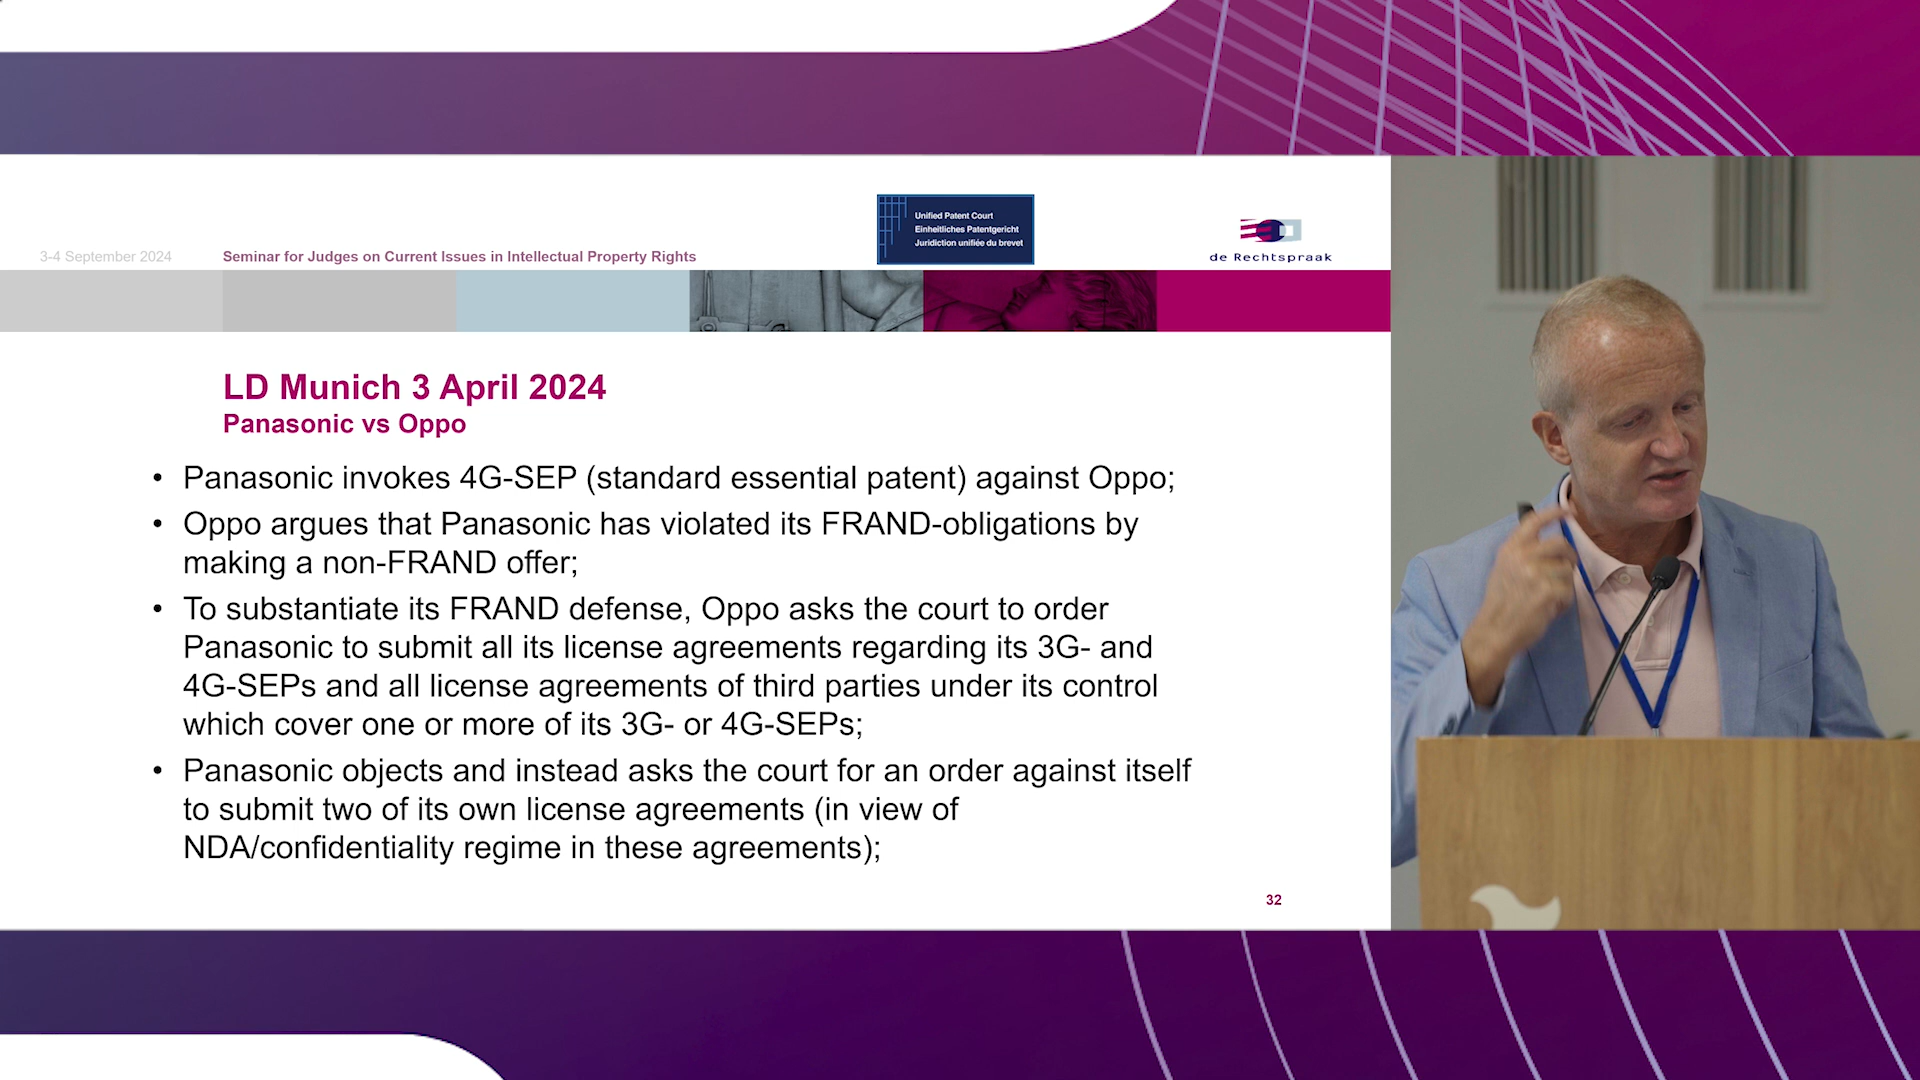 Unified Patent Court
Einheitliches Patentgericht
Juridiction unifiée du brevet
de Rechtspraak
3-4 September 2024
Seminar for Judges on Current Issues in Intellectual Property Rights
LD Munich 3 April 2024
Panasonic vs Oppo
• Panasonic invokes 4G-SEP (standard essential patent) against Oppo;
• Oppo argues that Panasonic has violated its FRAND-obligations by
making a non-FRAND offer;
• To substantiate its FRAND defense, Oppo asks the court to order
Panasonic to submit all its license agreements regarding its 3G- and
4G-SEPs and all license agreements of third parties under its control
which cover one or more of its 3G- or 4G-SEPs;
• Panasonic objects and instead asks the court for an order against itself
to submit two of its own license agreements (in view of
NDA/confidentiality regime in these agreements);
32